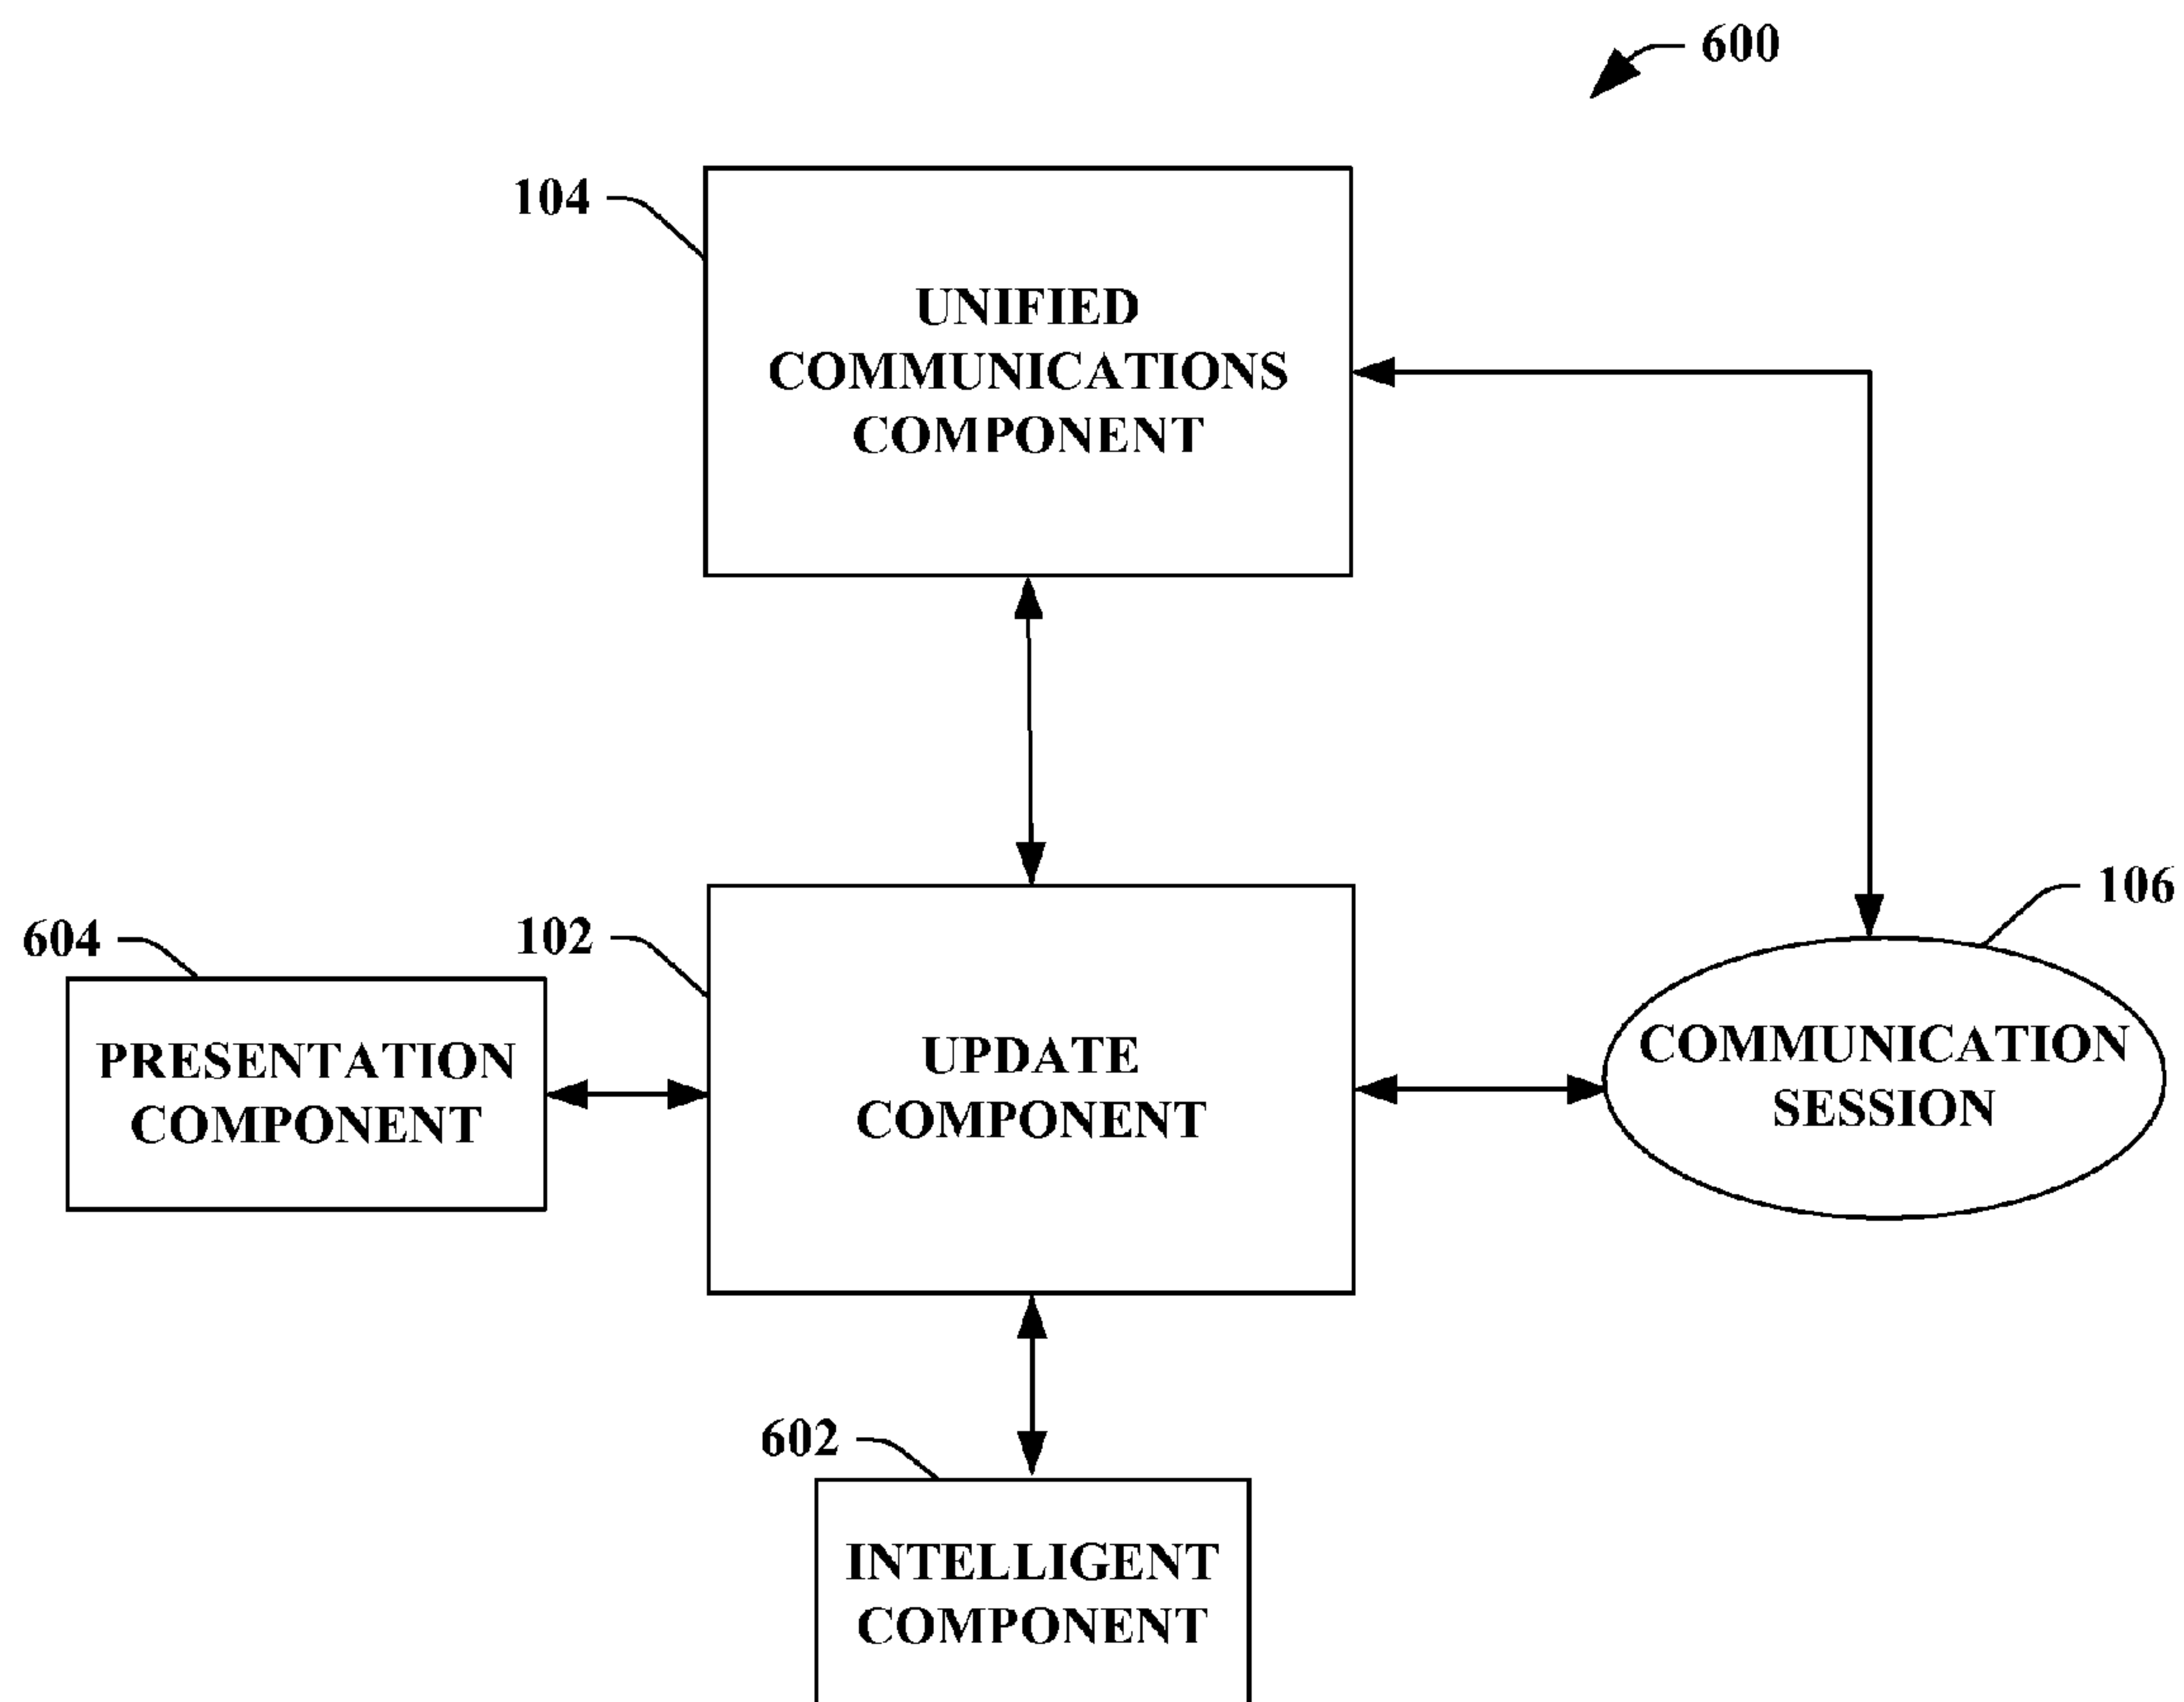 600
104
UNIFIED
COMMUNICATIONS
COMPONENT
106
604
102
PRESENTATION
COMPONENT
UPDATE
COMPONENT
COMMUNICATION
SESSION
602
INTELLIGENT
COMPONENT